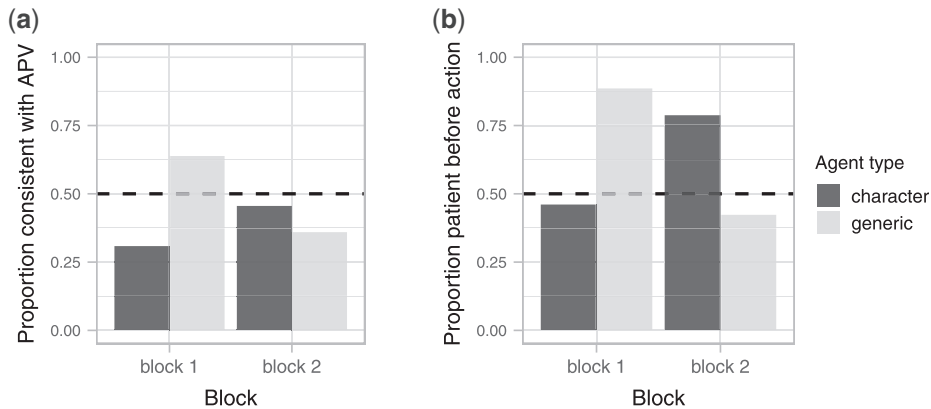 (a)
Proportion consistent with APV
1.00
0.75
0.50
0.25
0.00
block 1
block 2
Block
(b)
Proportion patient before action
1.00
0.75
0.50
0.25
0.00
block 1
block 2
Block
Agent type
character
generic